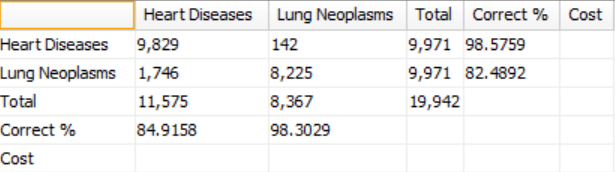 Heart Diseases Lung Neoplasms Total Correct % Cost
Heart Diseases 9,829 142 9,971 98.5759
Lung Neoplasms 1,746 8,225 9,971 82.4892
Total 11,575 8,367 19,942
Correct % 84.9158 98.3029
Cost